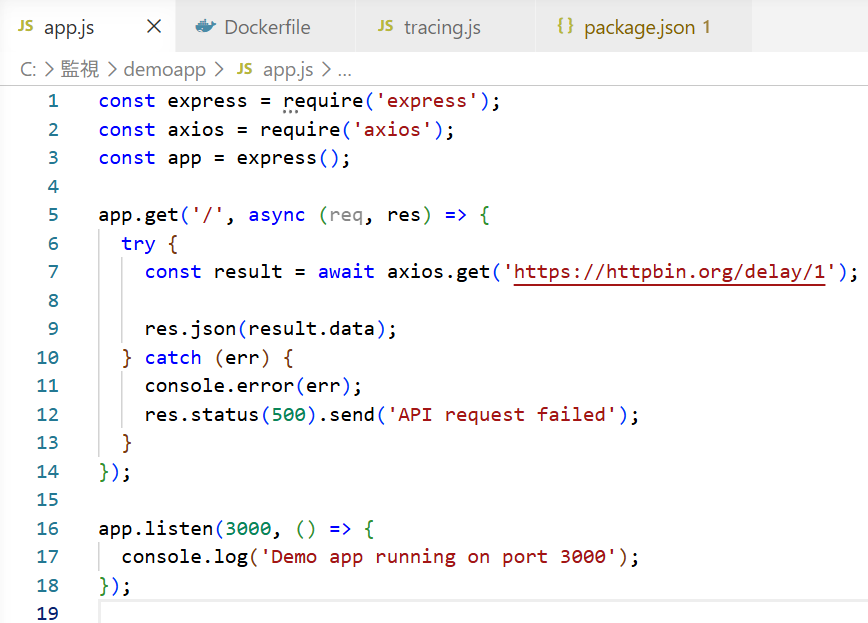 JS app.js × Dockerfile JS tracing.js {} package.json 1
C: > 監視 > demoapp > JS app.js > ...
1 const express = require('express');
2 const axios = require('axios');
3 const app = express();
4
5 app.get('/', async (req, res) => {
6   try {
7     const result = await axios.get('https://httpbin.org/delay/1');
8
9     res.json(result.data);
10   } catch (err) {
11     console.error(err);
12     res.status(500).send('API request failed');
13   }
14 });
15
16 app.listen(3000, () => {
17   console.log('Demo app running on port 3000');
18 });
19